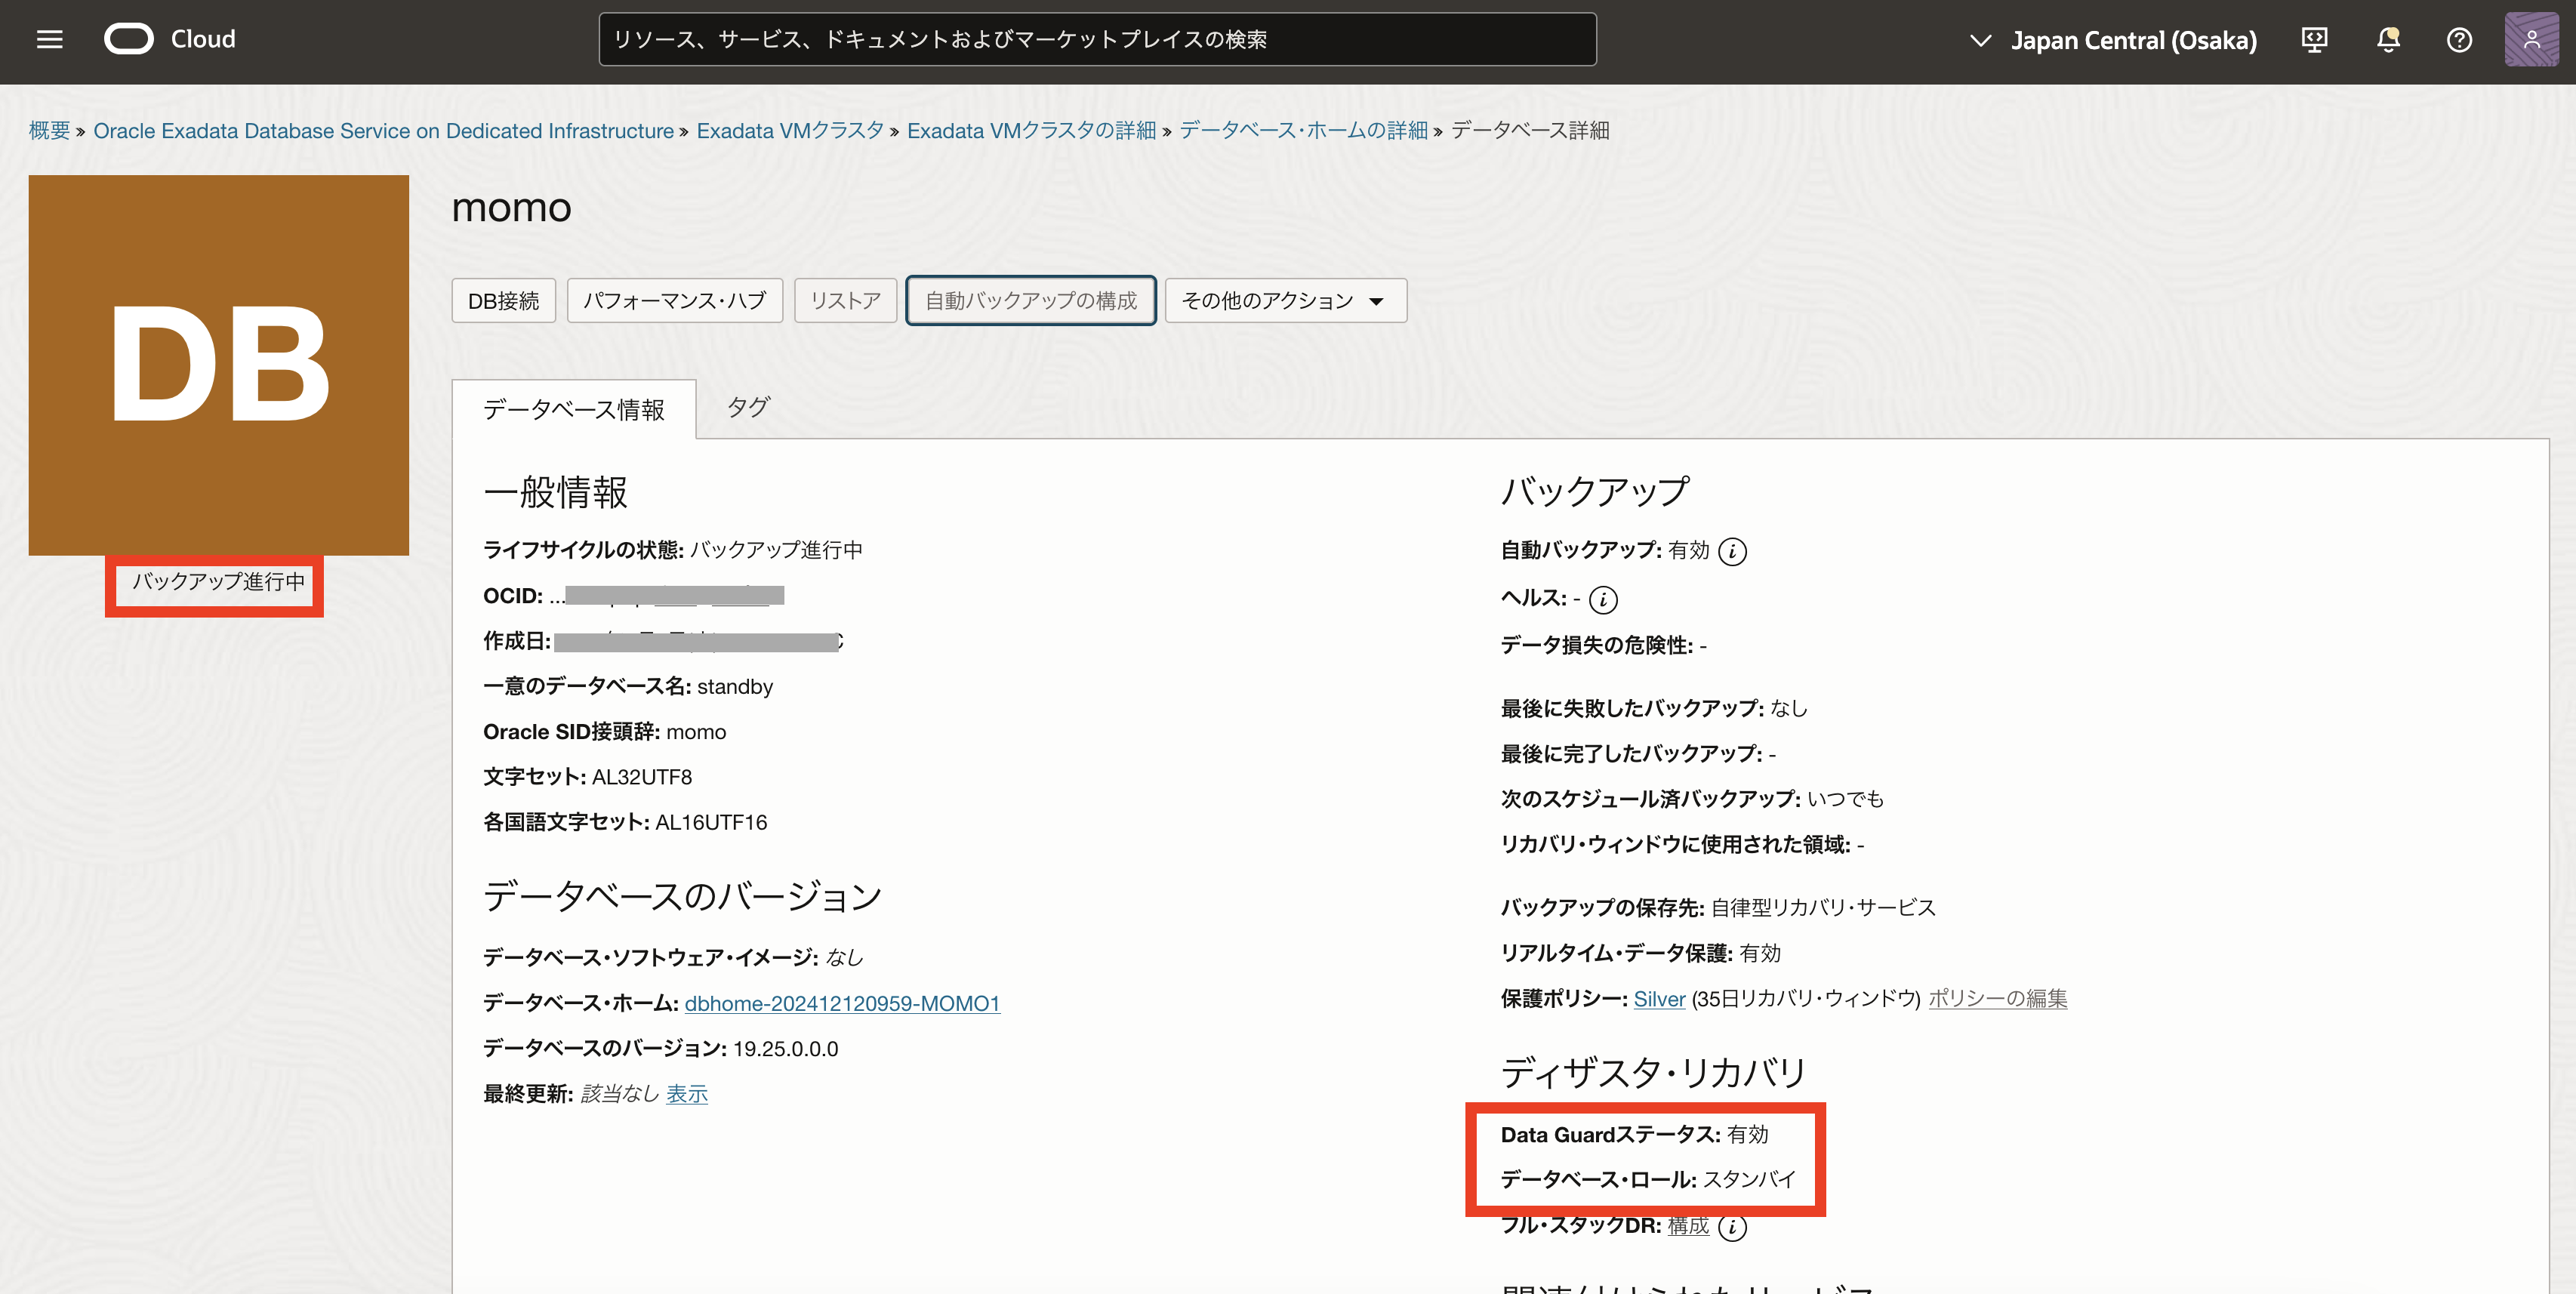 Cloud
リソース、サービス、ドキュメントおよびマーケットプレイスの検索
Japan Central (Osaka)
概要 » Oracle Exadata Database Service on Dedicated Infrastructure » Exadata VMクラスタ » Exadata VMクラスタの詳細 » データベース・ホームの詳細 » データベース詳細
DB
バックアップ進行中
momo
DB接続
パフォーマンス・ハブ
リストア
自動バックアップの構成
その他のアクション
データベース情報
タグ
一般情報
ライフサイクルの状態: バックアップ進行中
OCID: ...
作成日:
一意のデータベース名: standby
Oracle SID接頭辞: momo
文字セット: AL32UTF8
各国語文字セット: AL16UTF16
データベースのバージョン
データベース・ソフトウェア・イメージ: なし
データベース・ホーム: dbhome-202412120959-MOMO1
データベースのバージョン: 19.25.0.0.0
最終更新: 該当なし 表示
バックアップ
自動バックアップ: 有効
ヘルス: -
データ損失の危険性: -
最後に失敗したバックアップ: なし
最後に完了したバックアップ: -
次のスケジュール済バックアップ: いつでも
リカバリ・ウィンドウに使用された領域: -
バックアップの保存先: 自律型リカバリ・サービス
リアルタイム・データ保護: 有効
保護ポリシー: Silver (35日リカバリ・ウィンドウ) ポリシーの編集
ディザスタ・リカバリ
Data Guardステータス: 有効
データベース・ロール: スタンバイ
フル・スタックDR: 構成